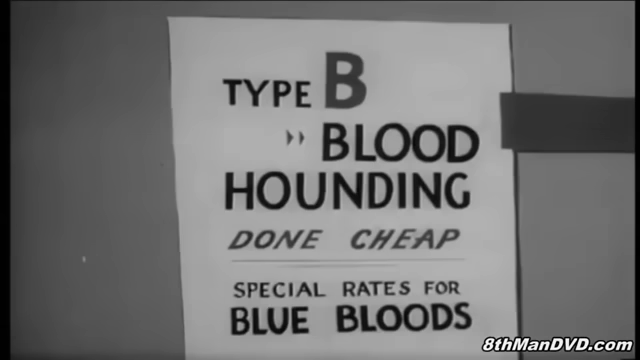 TYPE B
" BLOOD
HOUNDING
DONE CHEAP
SPECIAL RATES FOR
BLUE BLOODS
8thManDVD.com